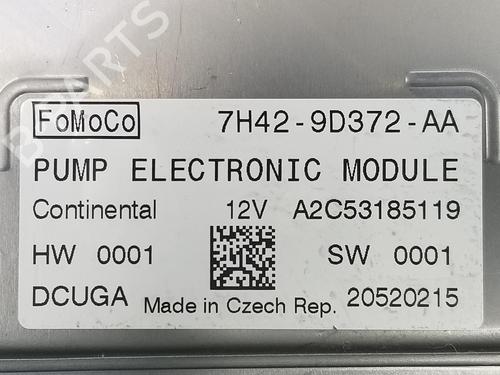 FoMoCo 7H42-9D372-AA
PUMP ELECTRONIC MODULE
Continental 12V A2C53185119
HW 0001 SW 0001
DCUGA Made in Czech Rep. 20520215